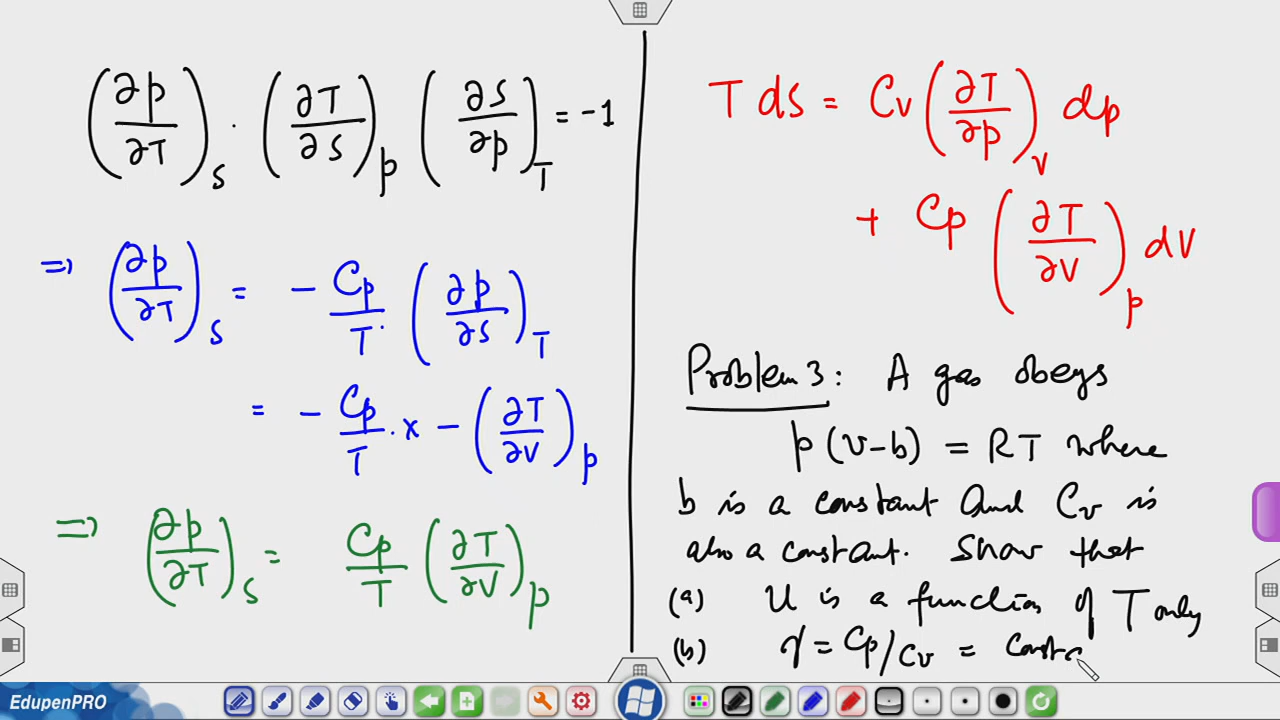 (∂p/∂T)_s · (∂T/∂S)_p (∂S/∂p)_T = -1
=> (∂p/∂T)_s = - Cp/T · (∂p/∂S)_T
= - Cp/T · x - (∂T/∂V)_p
=> (∂p/∂T)_s = Cp/T (∂T/∂V)_p
T ds = Cv (∂T/∂p)_v dp
+ Cp (∂T/∂V)_p dV
Problem 3: A gas obeys
p(v-b) = RT where
b is a constant and Cv is
also a constant. Show that
(a) U is a function of T only
(b) γ = Cp/Cv = consta
EdupenPRO